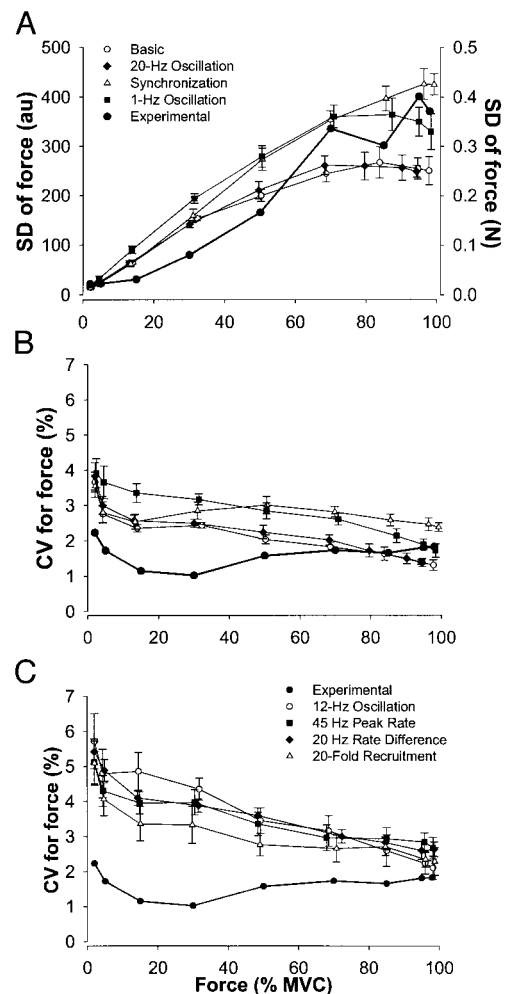 A
Basic
20-Hz Oscillation
Synchronization
1-Hz Oscillation
Experimental
SD of force (au)
500
400
300
200
100
0
SD of force (N)
0.5
0.4
0.3
0.2
0.1
0.0
0 20 40 60 80 100
B
CV for force (%)
7
6
5
4
3
2
1
0
0 20 40 60 80 100
C
Experimental
12-Hz Oscillation
45 Hz Peak Rate
20 Hz Rate Difference
20-Fold Recruitment
CV for force (%)
7
6
5
4
3
2
1
0
0 20 40 60 80 100
Force (% MVC)